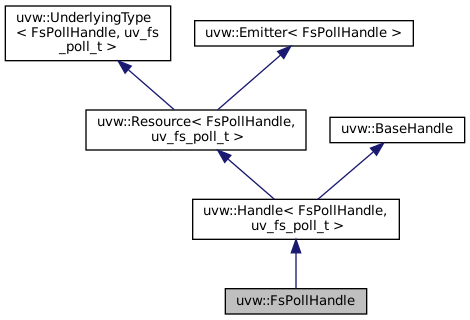 uvw::UnderlyingType
< FsPollHandle, uv_fs
_poll_t >
uvw::Emitter< FsPollHandle >
uvw::Resource< FsPollHandle,
uv_fs_poll_t >
uvw::BaseHandle
uvw::Handle< FsPollHandle,
uv_fs_poll_t >
uvw::FsPollHandle